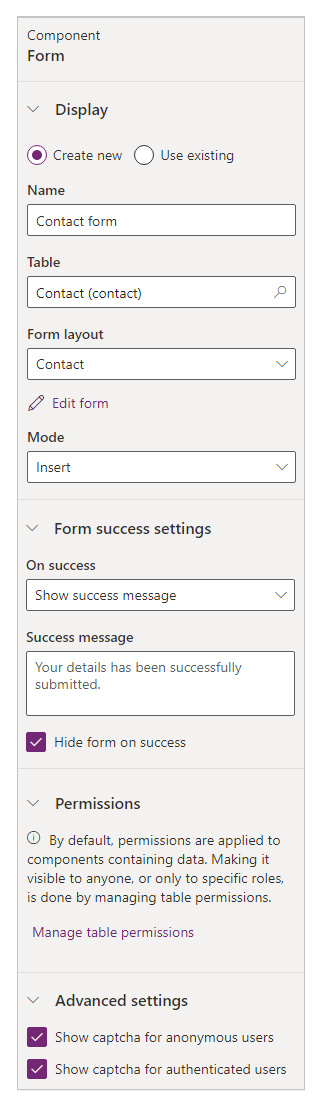 Component
Form
Display
Create new Use existing
Name
Contact form
Table
Contact (contact)
Form layout
Contact
Edit form
Mode
Insert
Form success settings
On success
Show success message
Success message
Your details has been successfully
submitted.
Hide form on success
Permissions
By default, permissions are applied to
components containing data. Making it
visible to anyone, or only to specific roles,
is done by managing table permissions.
Manage table permissions
Advanced settings
Show captcha for anonymous users
Show captcha for authenticated users